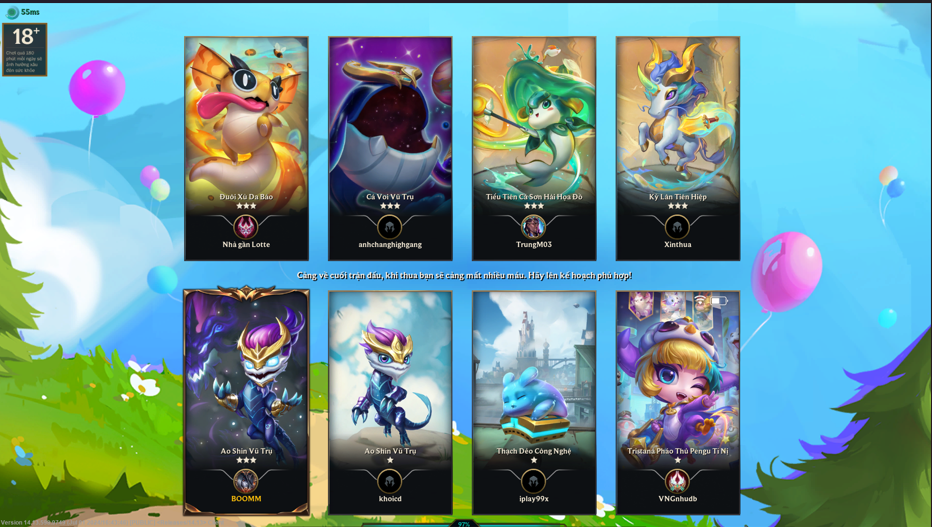 55ms
18+
Chơi quá 180
phút mỗi ngày sẽ
ảnh hưởng xấu
đến sức khỏe
Đuôi Xù Da Báo
Nhá gàn Lotte
Cá Voi Vũ Trụ
anhchanghighgang
Tiểu Tiên Cá Sơn Hải Họa Đồ
TrungM03
Kỳ Lân Tiên Hiệp
Xinthua
Càng về cuối trận đấu, khi thua bạn sẽ càng mất nhiều máu. Hãy lên kế hoạch phù hợp!
Ao Shin Vũ Trụ
BOOMM
Ao Shin Vũ Trụ
khoicd
Thạch Dẻo Công Nghệ
iplay99x
Tristana Pháo Thủ Pengu Tí Nị
VNGnhudb
97%
Version 14.